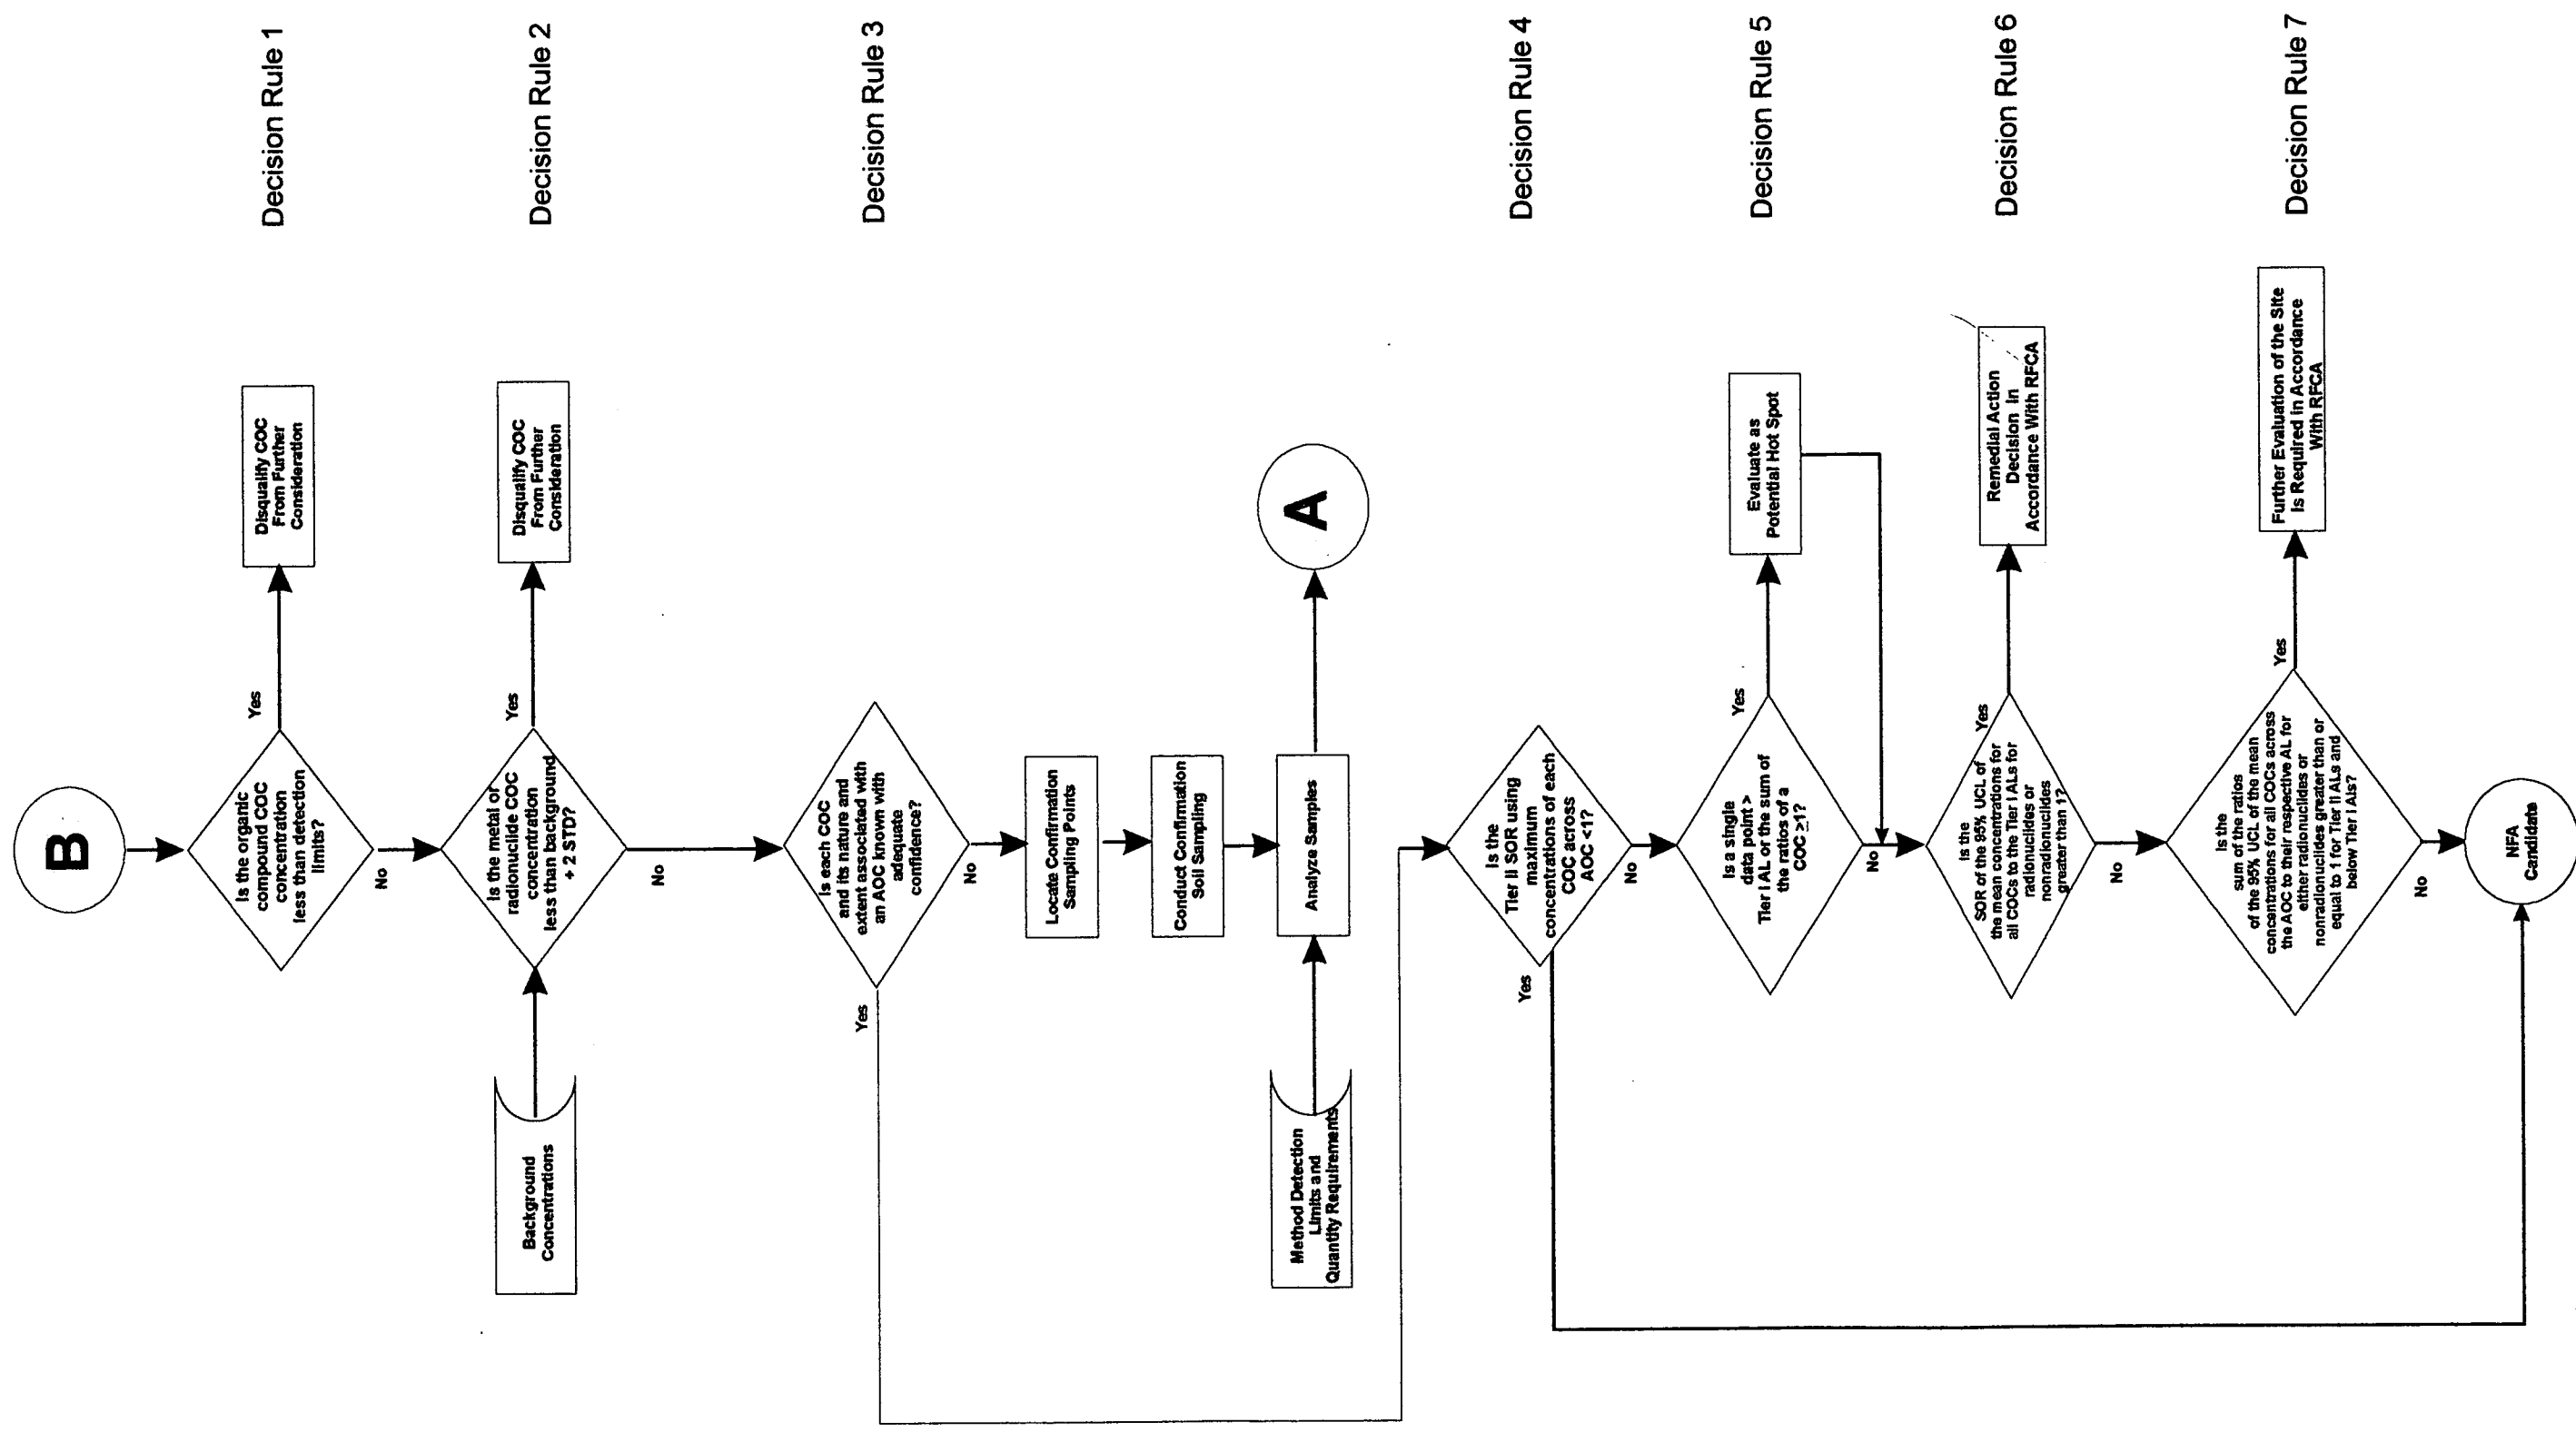 B
Is the organic
compound COC
concentration
less than detection
limits?
Yes
No
Disqualify COC
From Further
Consideration
Decision Rule 1
Background
Concentrations
Is the metal or
radionuclide COC
concentration
less than background
+ 2 STD?
Yes
No
Disqualify COC
From Further
Consideration
Decision Rule 2
Is each COC
and its nature and
extent associated with
an AOC known with
adequate
confidence?
Yes
No
Decision Rule 3
Locate Confirmation
Sampling Points
Conduct Confirmation
Soil Sampling
Method Detection
Limits and
Quantity Requirements
Analyze Samples
A
Is the
Tier II SOR using
maximum
concentrations of each
COC across
AOC <1?
Yes
No
Decision Rule 4
Is a single
data point >
Tier I AL or the sum of
the ratios of a
COC ≥1?
Yes
No
Evaluate as
Potential Hot Spot
Decision Rule 5
Is the
SOR of the 95% UCL of
the mean concentrations for
all COCs to the Tier I ALs for
radionuclides or
nonradionuclides
greater than 1?
Yes
No
Remedial Action
Decision In
Accordance With RFCA
Decision Rule 6
Is the
sum of the ratios
of the 95% UCL of the mean
concentrations for all COCs across
the AOC to their respective AL for
either radionuclides or
nonradionuclides greater than or
equal to 1 for Tier II ALs and
below Tier I Als?
Yes
No
Further Evaluation of the Site
Is Required in Accordance
With RFCA
Decision Rule 7
NFA
Candidate